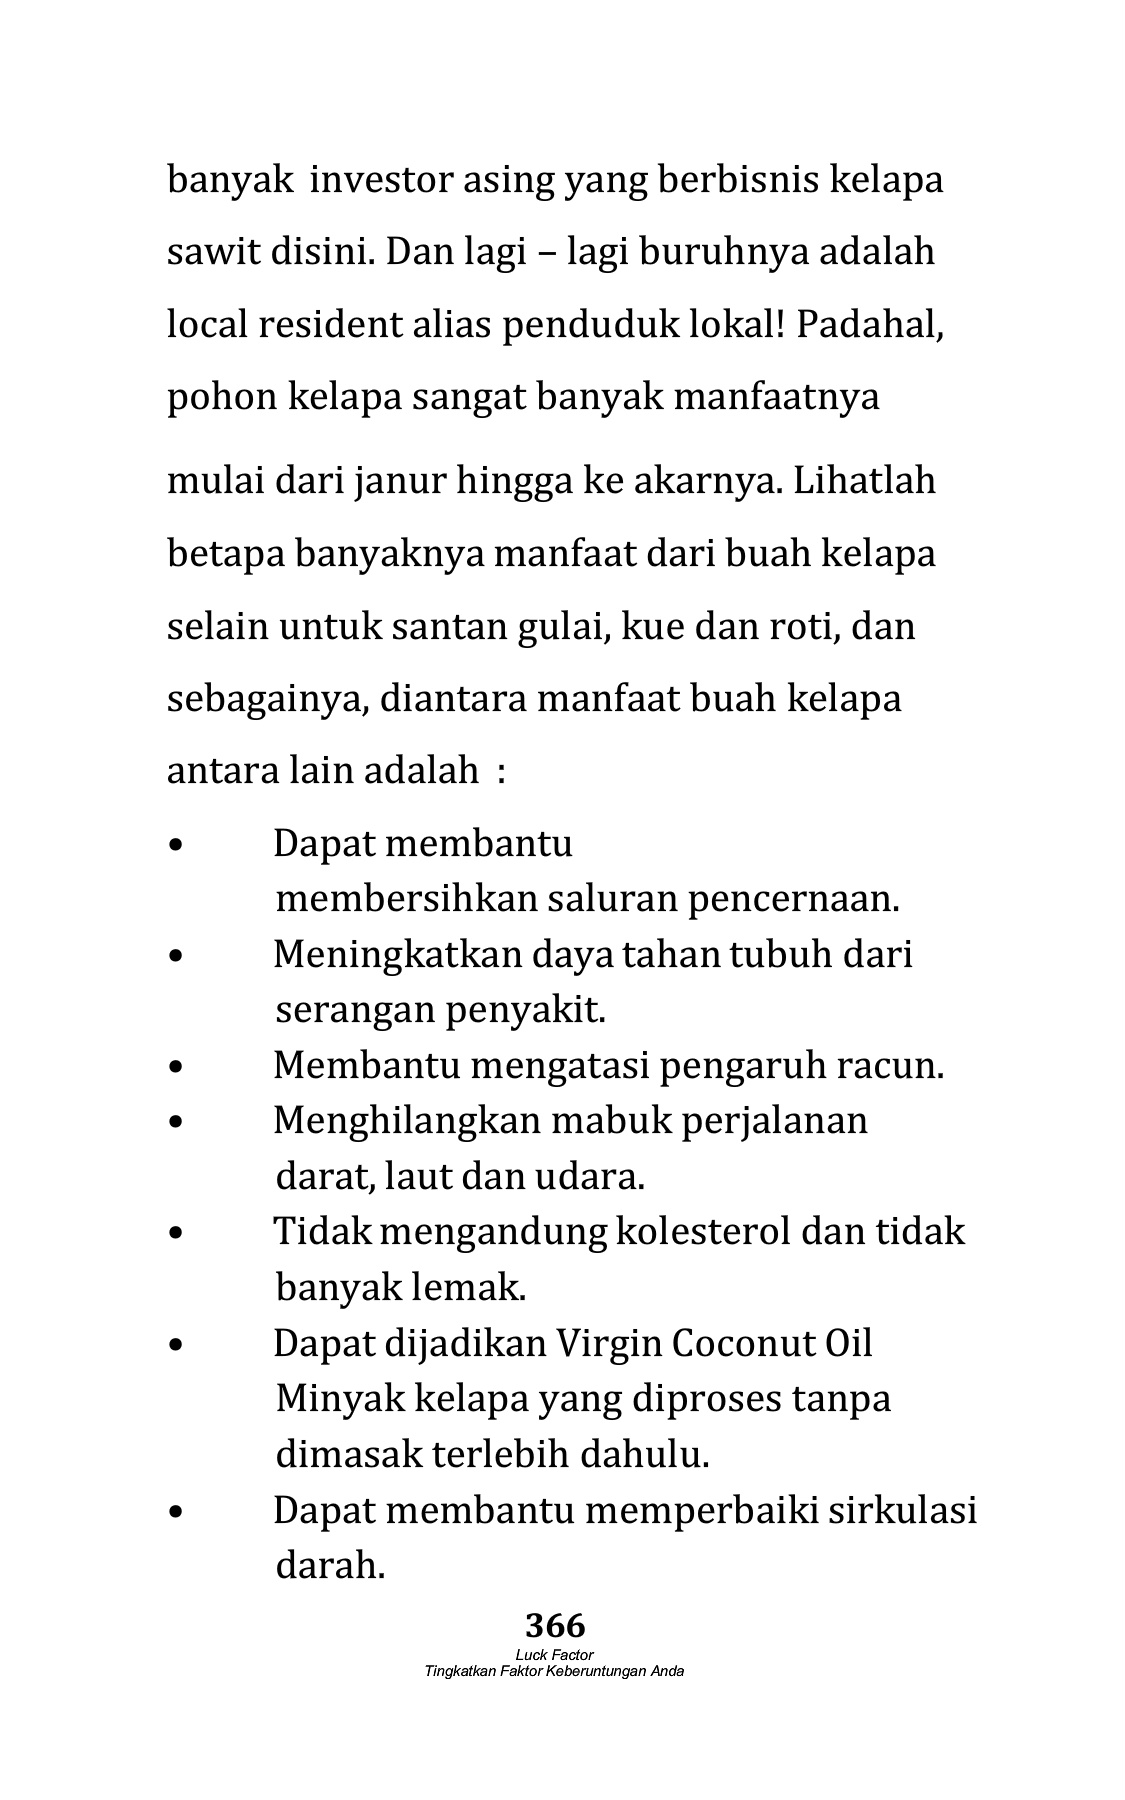 banyak investor asing yang berbisnis kelapa
sawit disini. Dan lagi – lagi buruhnya adalah
local resident alias penduduk lokal! Padahal,
pohon kelapa sangat banyak manfaatnya
mulai dari janur hingga ke akarnya. Lihatlah
betapa banyaknya manfaat dari buah kelapa
selain untuk santan gulai, kue dan roti, dan
sebagainya, diantara manfaat buah kelapa
antara lain adalah :
• Dapat membantu
membersihkan saluran pencernaan.
• Meningkatkan daya tahan tubuh dari
serangan penyakit.
• Membantu mengatasi pengaruh racun.
• Menghilangkan mabuk perjalanan
darat, laut dan udara.
• Tidak mengandung kolesterol dan tidak
banyak lemak.
• Dapat dijadikan Virgin Coconut Oil
Minyak kelapa yang diproses tanpa
dimasak terlebih dahulu.
• Dapat membantu memperbaiki sirkulasi
darah.
366
Luck Factor
Tingkatkan Faktor Keberuntungan Anda